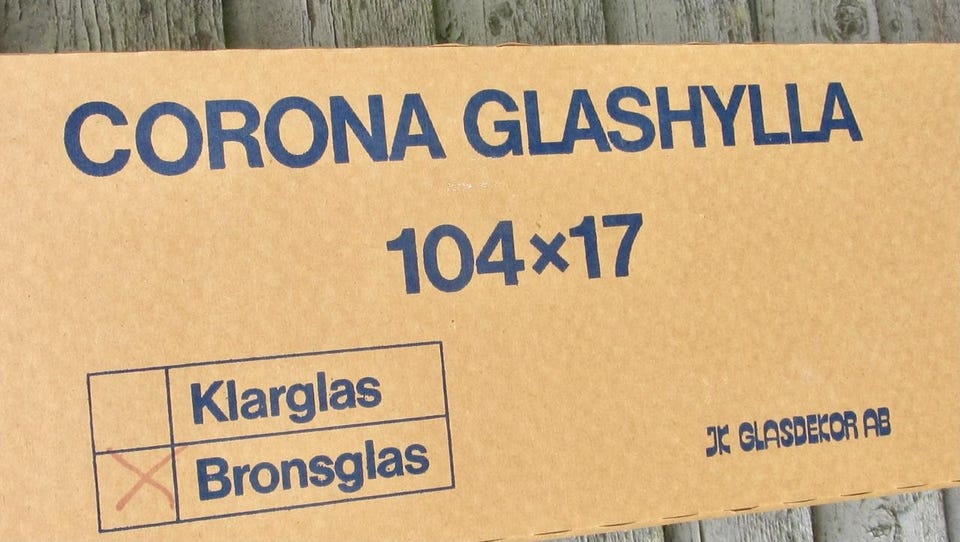 CORONA GLASHYLLA
104×17
Klarglas
Bronsglas
JK GLASDEKOR AB